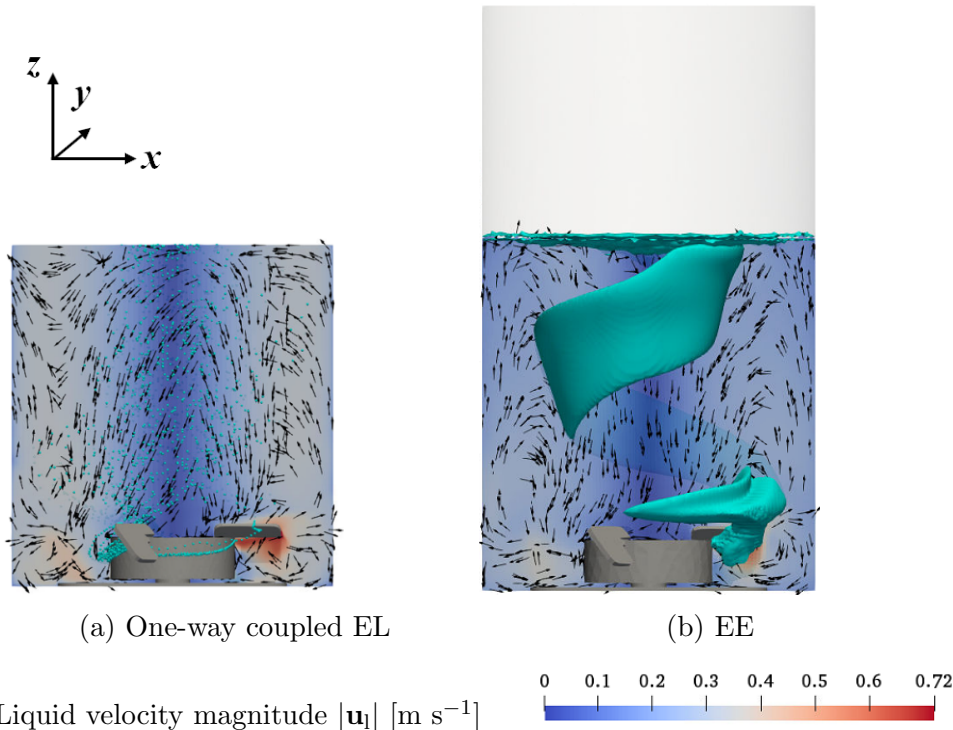 z
y
x
(a) One-way coupled EL
(b) EE
0 0.1 0.2 0.3 0.4 0.5 0.6 0.72
Liquid velocity magnitude |u_l| [m s⁻¹]